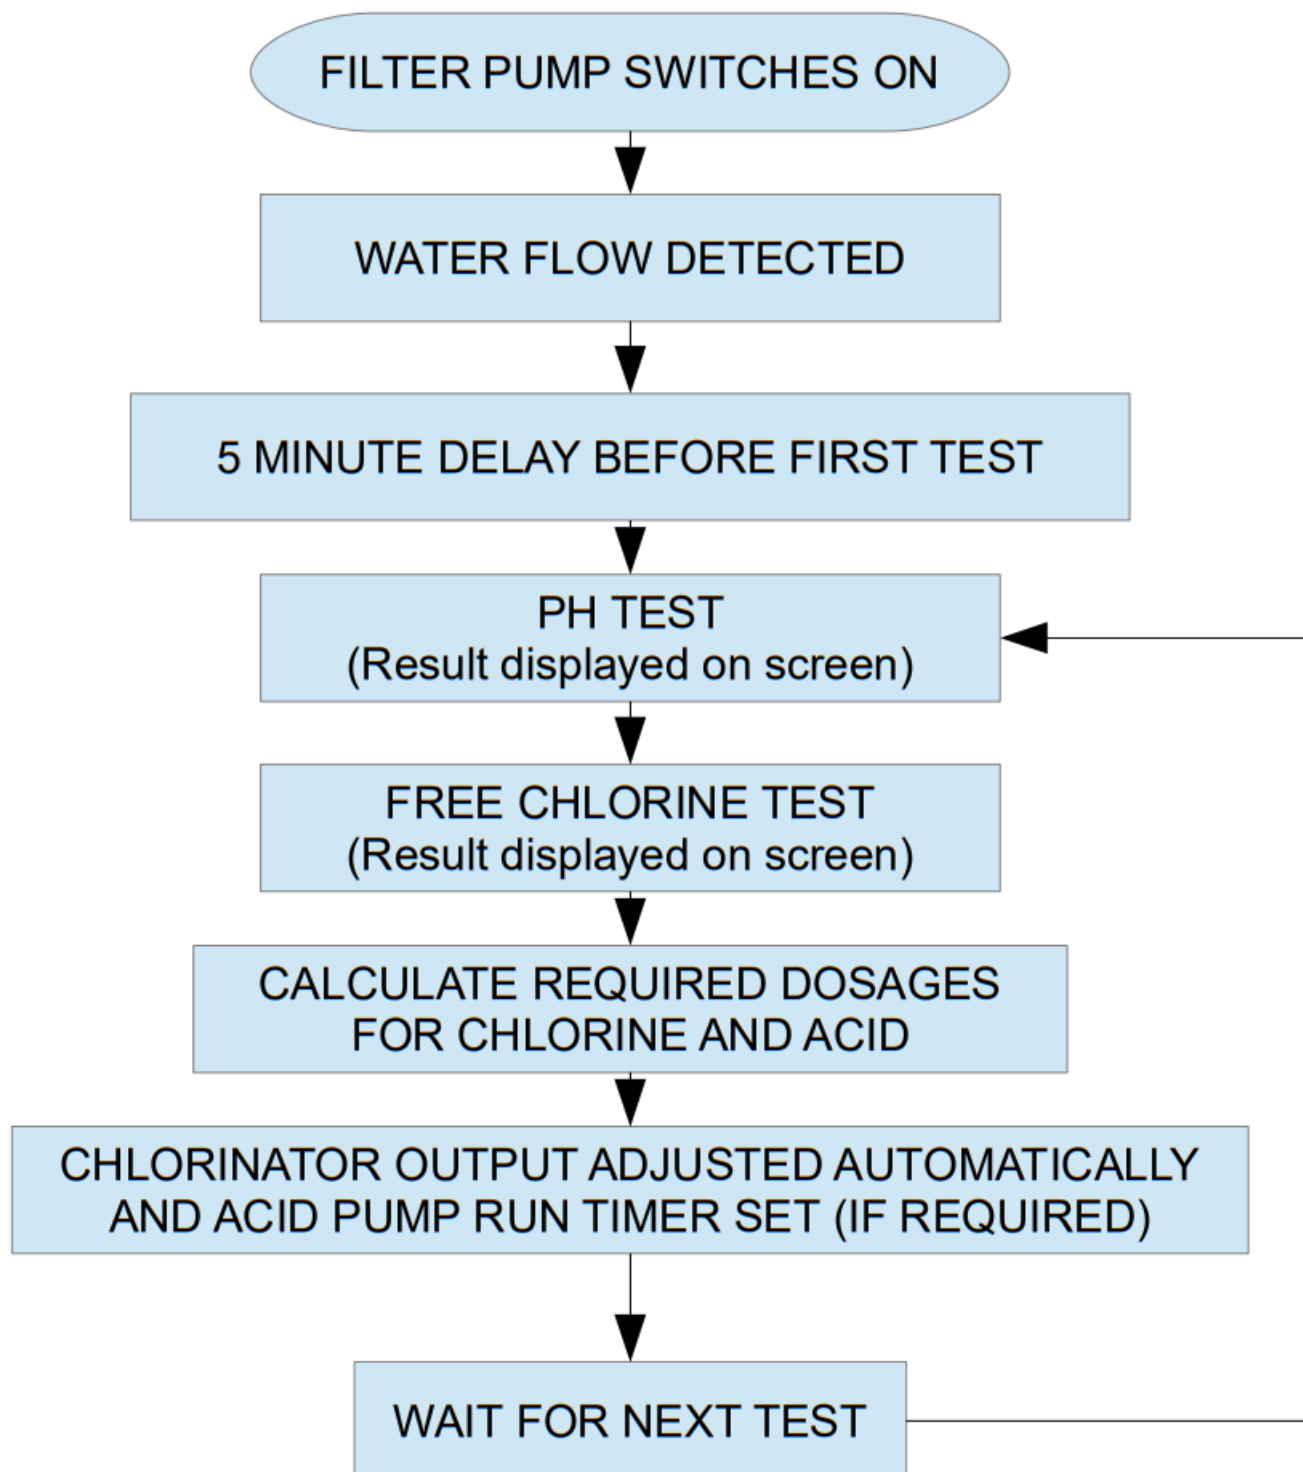 FILTER PUMP SWITCHES ON
WATER FLOW DETECTED
5 MINUTE DELAY BEFORE FIRST TEST
PH TEST
(Result displayed on screen)
FREE CHLORINE TEST
(Result displayed on screen)
CALCULATE REQUIRED DOSAGES
FOR CHLORINE AND ACID
CHLORINATOR OUTPUT ADJUSTED AUTOMATICALLY
AND ACID PUMP RUN TIMER SET (IF REQUIRED)
WAIT FOR NEXT TEST